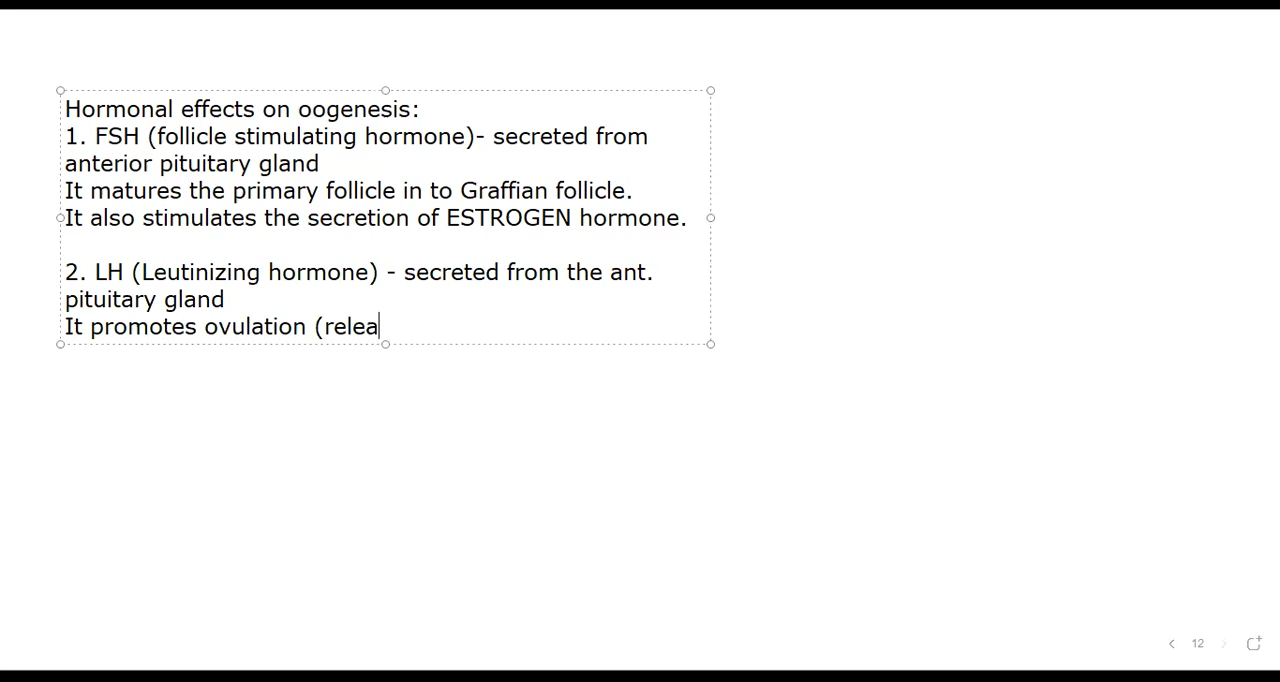 Hormonal effects on oogenesis:
1. FSH (follicle stimulating hormone)- secreted from
anterior pituitary gland
It matures the primary follicle in to Graffian follicle.
It also stimulates the secretion of ESTROGEN hormone.
2. LH (Leutinizing hormone) - secreted from the ant.
pituitary gland
It promotes ovulation (relea
12